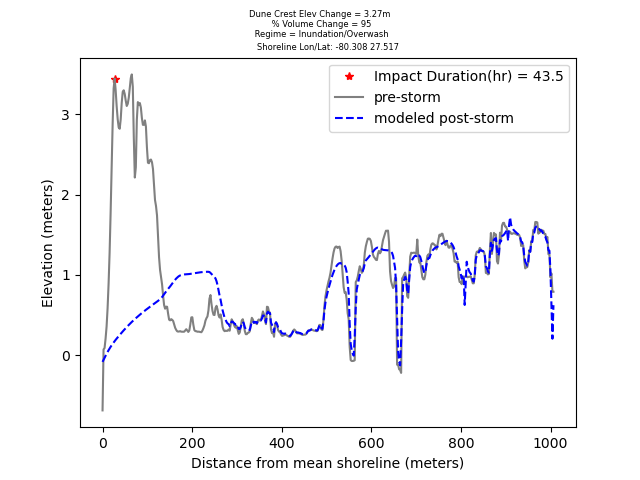 Dune Crest Elev Change = 3.27m
% Volume Change = 95
Regime = Inundation/Overwash
Shoreline Lon/Lat: -80.308 27.517
Impact Duration(hr) = 43.5
pre-storm
modeled post-storm
Elevation (meters)
3
2
1
0
0 200 400 600 800 1000
Distance from mean shoreline (meters)